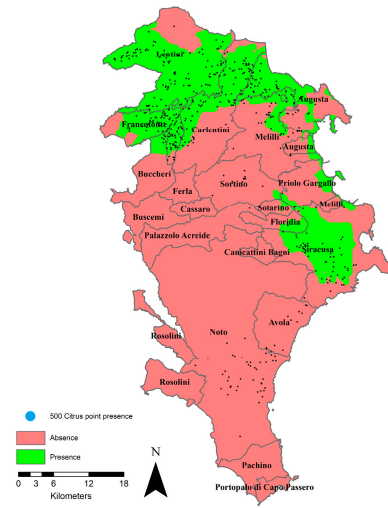 Lentini
Augusta
Francofonte
Carlentini
Melilli
Augusta
Buccheri
Sortino
Priolo Gargallo
Ferla
Cassaro
Solarino
Melilli
Buscemi
Floridia
Palazzolo Acreide
Siracusa
Canicattini Bagni
Avola
Noto
Rosolini
Rosolini
500 Citrus point presence
Absence
Presence
N
0 3 6 12 18
Kilometers
Pachino
Portopalo di Capo Passero